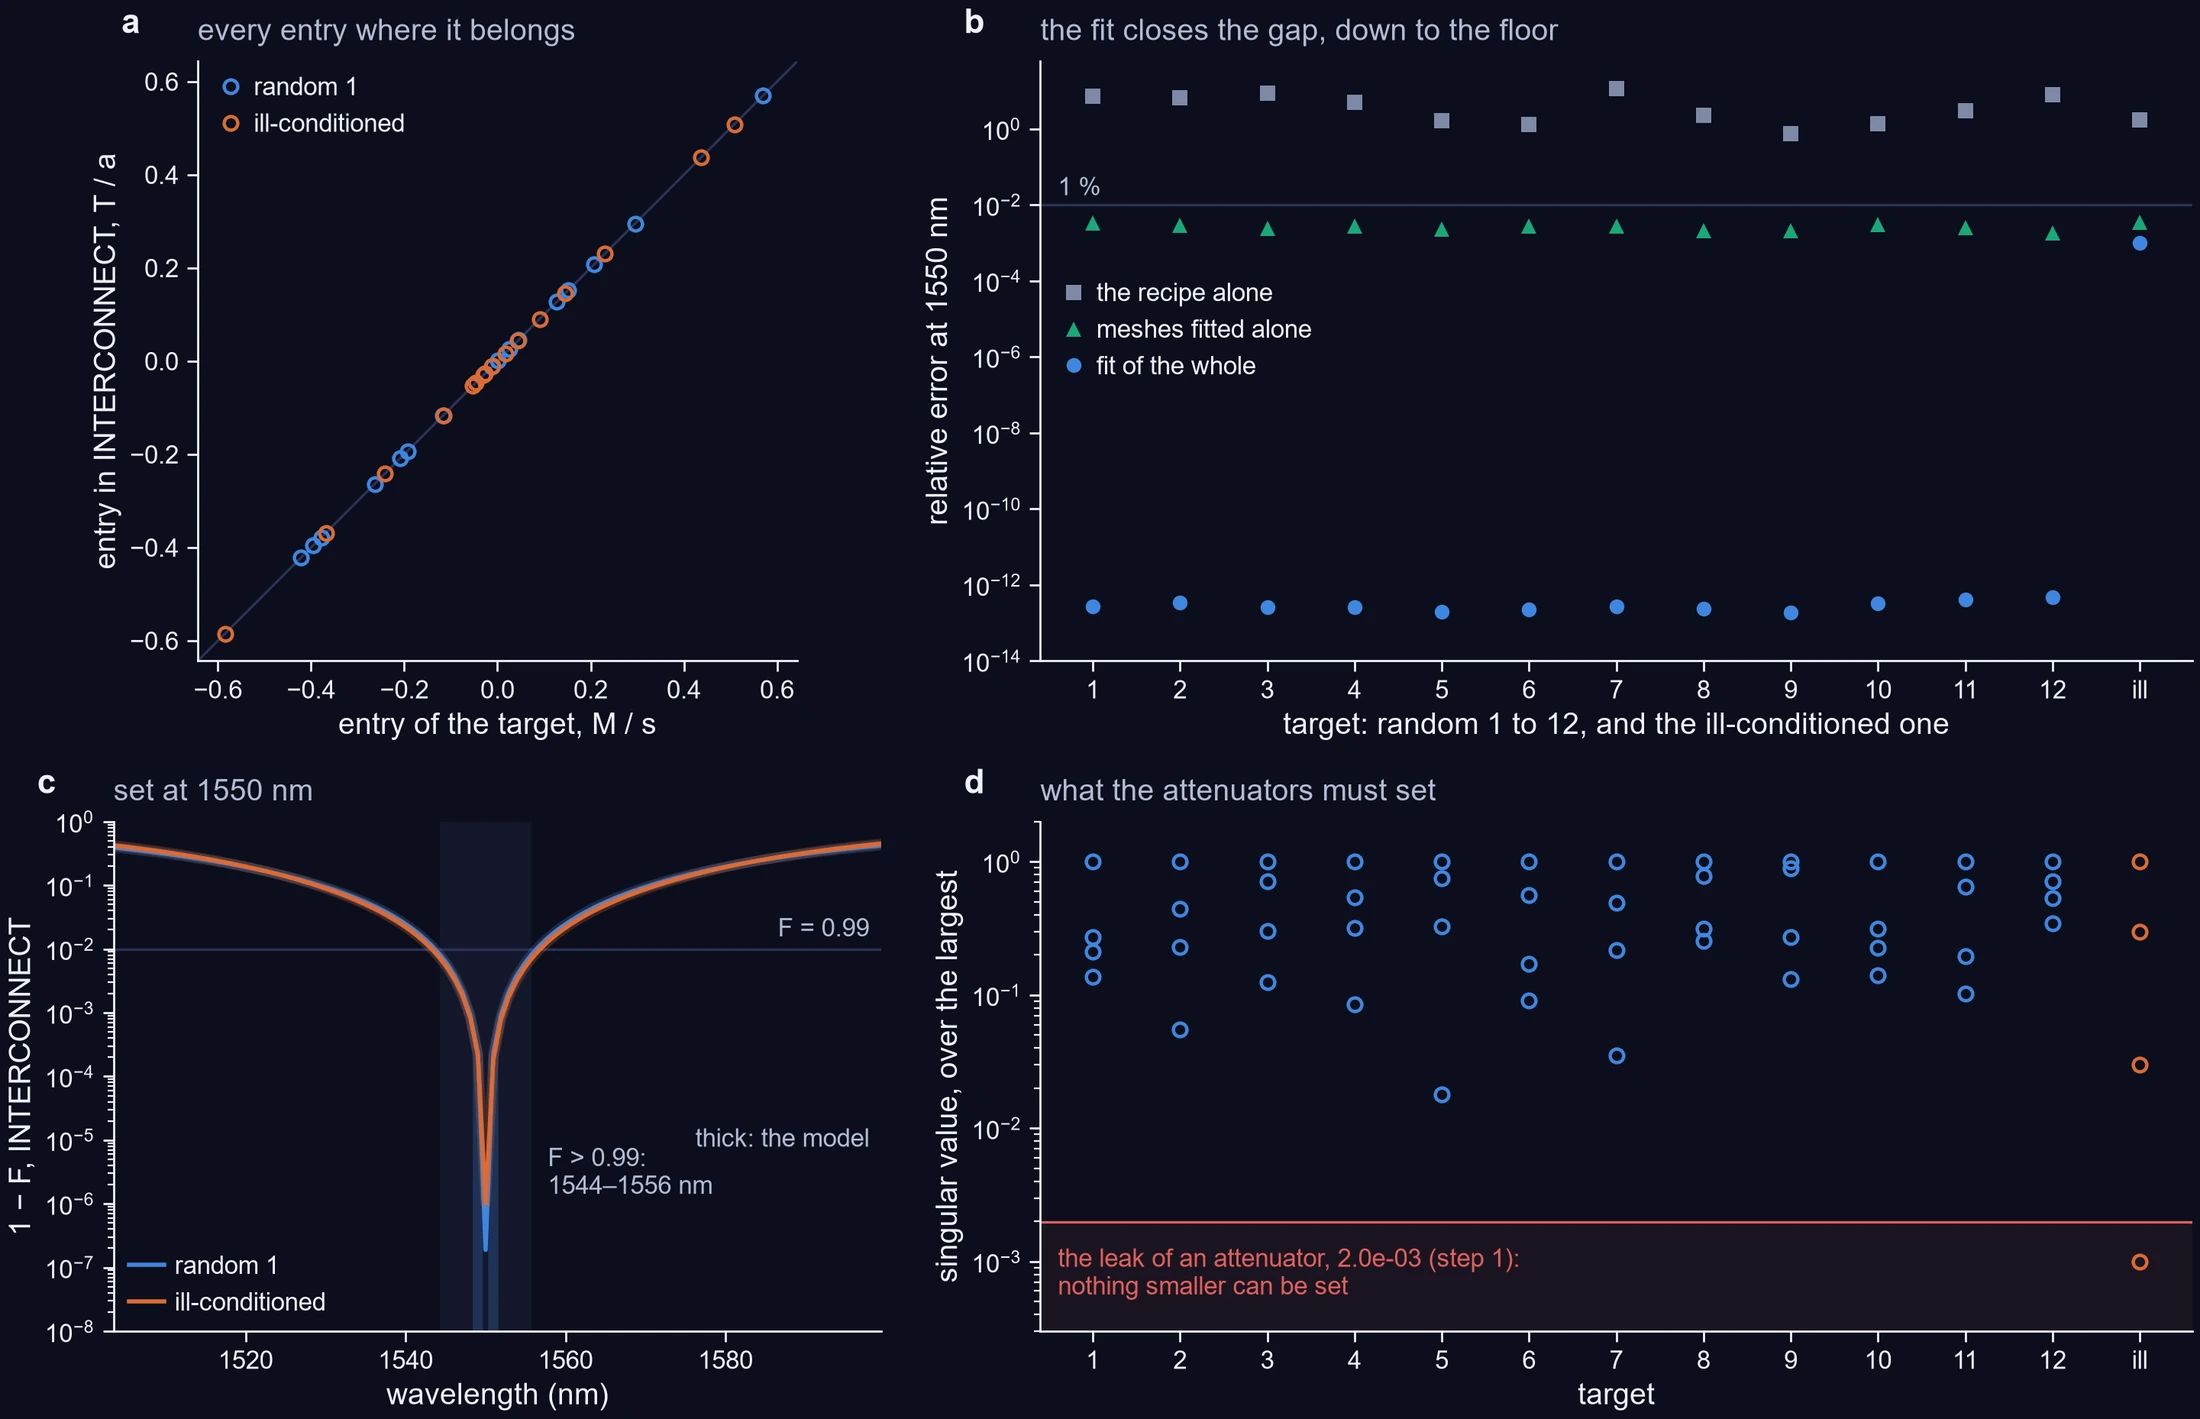 a
every entry where it belongs
random 1
ill-conditioned
0.6
0.4
0.2
0.0
−0.2
−0.4
−0.6
entry in INTERCONNECT, T / a
−0.6 −0.4 −0.2 0.0 0.2 0.4 0.6
entry of the target, M / s
b
the fit closes the gap, down to the floor
10⁰
10⁻²
10⁻⁴
10⁻⁶
10⁻⁸
10⁻¹⁰
10⁻¹²
10⁻¹⁴
relative error at 1550 nm
1 %
the recipe alone
meshes fitted alone
fit of the whole
1 2 3 4 5 6 7 8 9 10 11 12 ill
target: random 1 to 12, and the ill-conditioned one
c
set at 1550 nm
10⁰
10⁻¹
10⁻²
10⁻³
10⁻⁴
10⁻⁵
10⁻⁶
10⁻⁷
10⁻⁸
1 − F, INTERCONNECT
F = 0.99
thick: the model
F > 0.99:
1544–1556 nm
random 1
ill-conditioned
1520 1540 1560 1580
wavelength (nm)
d
what the attenuators must set
10⁰
10⁻¹
10⁻²
10⁻³
singular value, over the largest
the leak of an attenuator, 2.0e-03 (step 1):
nothing smaller can be set
1 2 3 4 5 6 7 8 9 10 11 12 ill
target